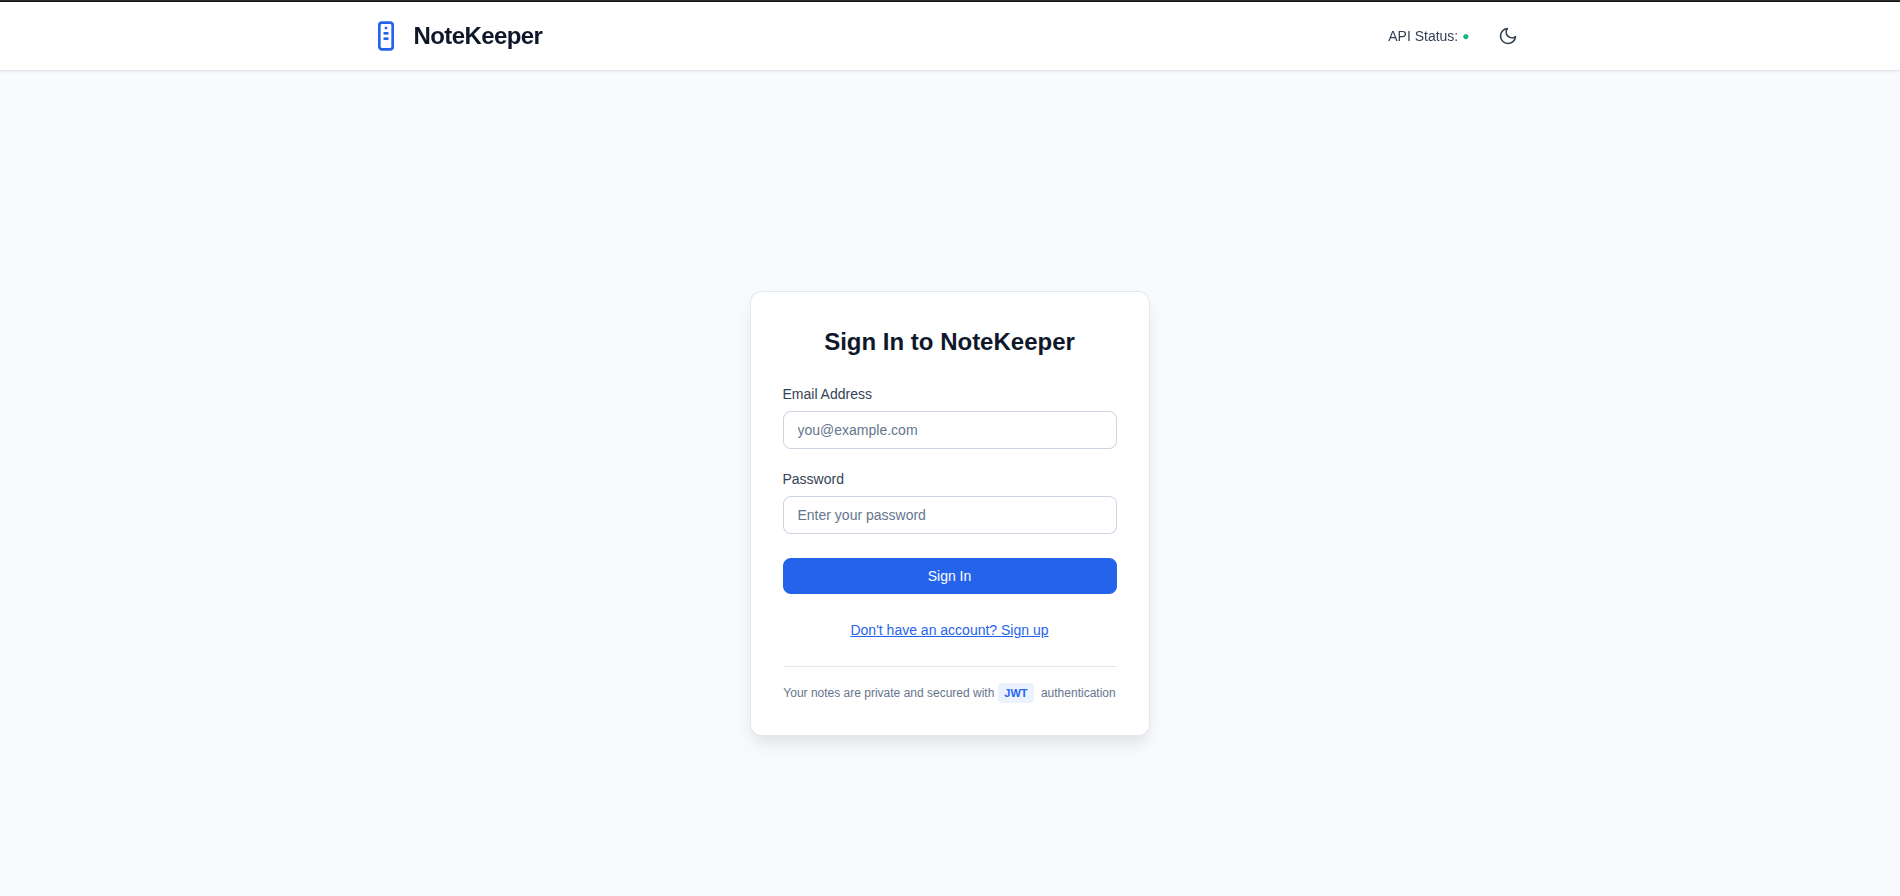 NoteKeeper
API Status:
Sign In to NoteKeeper
Email Address
you@example.com
Password
Enter your password
Sign In
Don't have an account? Sign up
Your notes are private and secured with JWT authentication